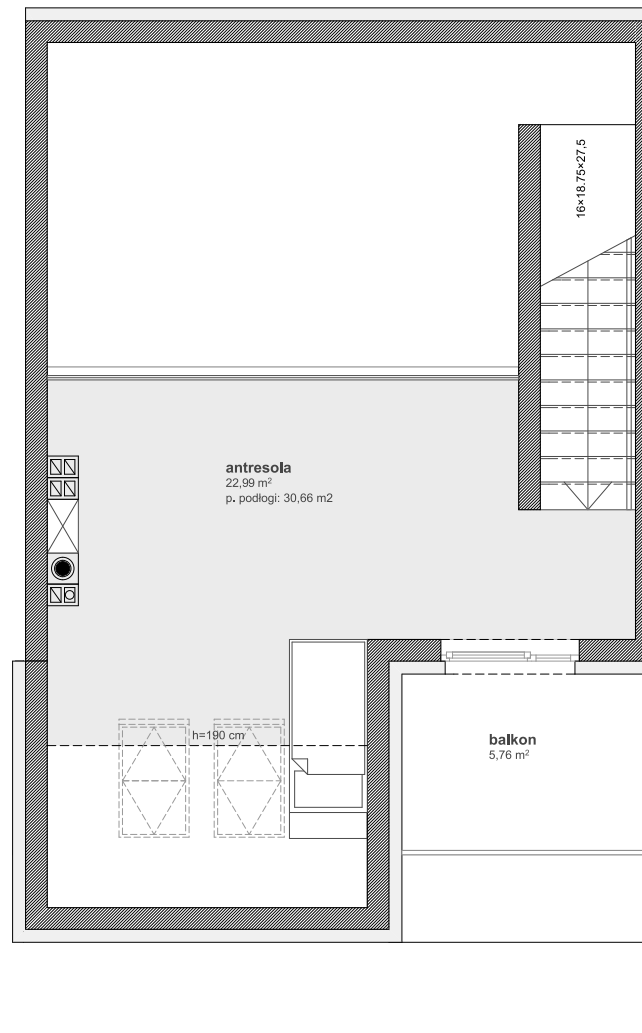 16×18.75×27,5
antresola
22,99 m²
p. podłogi: 30,66 m2
h=190 cm
balkon
5,76 m²